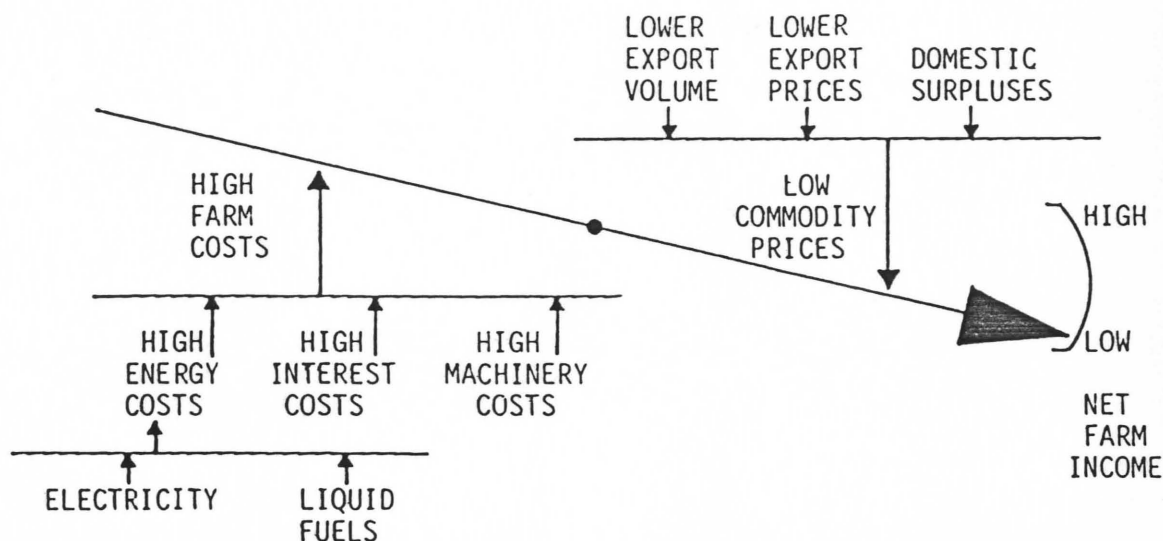 LOWER
EXPORT
VOLUME
LOWER
EXPORT
PRICES
DOMESTIC
SURPLUSES
HIGH
FARM
COSTS
LOW
COMMODITY
PRICES
HIGH
LOW
NET
FARM
INCOME
HIGH
ENERGY
COSTS
HIGH
INTEREST
COSTS
HIGH
MACHINERY
COSTS
ELECTRICITY
LIQUID
FUELS